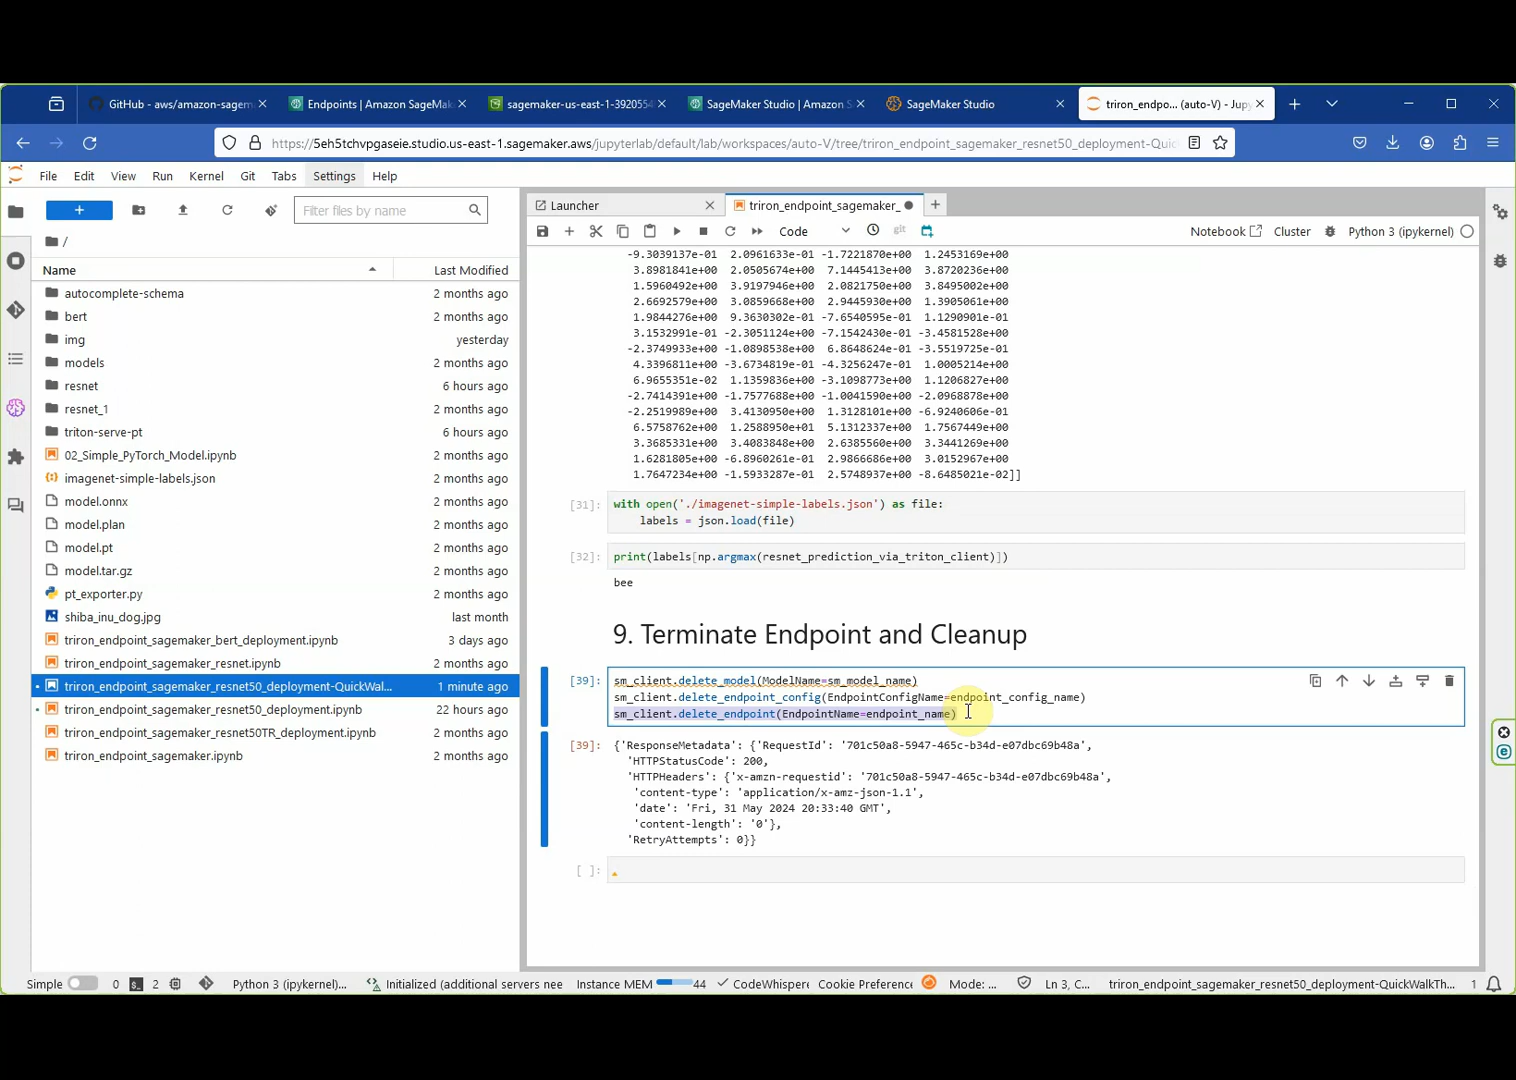 GitHub - aws/amazon-sagem
Endpoints | Amazon SageMak
sagemaker-us-east-1-3920554
SageMaker Studio | Amazon S
SageMaker Studio
triron_endpo... (auto-V) - Jupy
https://5eh5tchvpgaseie.studio.us-east-1.sagemaker.aws/jupyterlab/default/lab/workspaces/auto-V/tree/triron_endpoint_sagemaker_resnet50_deployment-Quic
File Edit View Run Kernel Git Tabs Settings Help
Filter files by name
/
Name Last Modified
autocomplete-schema 2 months ago
bert 2 months ago
img yesterday
models 2 months ago
resnet 6 hours ago
resnet_1 2 months ago
triton-serve-pt 6 hours ago
02_Simple_PyTorch_Model.ipynb 2 months ago
imagenet-simple-labels.json 2 months ago
model.onnx 2 months ago
model.plan 2 months ago
model.pt 2 months ago
model.tar.gz 2 months ago
pt_exporter.py 2 months ago
shiba_inu_dog.jpg last month
triron_endpoint_sagemaker_bert_deployment.ipynb 3 days ago
triron_endpoint_sagemaker_resnet.ipynb 2 months ago
triron_endpoint_sagemaker_resnet50_deployment-QuickWal... 1 minute ago
triron_endpoint_sagemaker_resnet50_deployment.ipynb 22 hours ago
triron_endpoint_sagemaker_resnet50TR_deployment.ipynb 2 months ago
triron_endpoint_sagemaker.ipynb 2 months ago
Launcher
triron_endpoint_sagemaker_
Code git Notebook Cluster Python 3 (ipykernel)
-9.3039137e-01 2.0961633e-01 -1.7221870e+00 1.2453169e+00
3.8981841e+00 2.0505674e+00 7.1445413e+00 3.8720236e+00
1.5960492e+00 3.9197946e+00 2.0821750e+00 3.8495002e+00
2.6692579e+00 3.0859668e+00 2.9445930e+00 1.3905061e+00
1.9844276e+00 9.3630302e-01 -7.6540595e-01 1.1290901e-01
3.1532991e-01 -2.3051124e+00 -7.1542430e-01 -3.4581528e+00
-2.3749933e+00 -1.0898538e+00 6.8648624e-01 -3.5519725e-01
4.3396811e+00 -3.6734819e-01 -4.3256247e-01 1.0005214e+00
6.9655351e-02 1.1359836e+00 -3.1098773e+00 1.1206827e+00
-2.7414391e+00 -1.7577688e+00 -1.0041590e+00 -2.0968878e+00
-2.2519989e+00 3.4130950e+00 1.3128101e+00 -6.9240606e-01
6.5758762e+00 1.2588950e+01 5.1312337e+00 1.7567449e+00
3.3685331e+00 3.4083848e+00 2.6385560e+00 3.3441269e+00
1.6281805e+00 -6.8960261e-01 2.9866686e+00 3.0152967e+00
1.7647234e+00 -1.5933287e-01 2.5748937e+00 -8.6485021e-02]]
[31]: with open('./imagenet-simple-labels.json') as file:
labels = json.load(file)
[32]: print(labels[np.argmax(resnet_prediction_via_triton_client)])
bee
9. Terminate Endpoint and Cleanup
[39]: sm_client.delete_model(ModelName=sm_model_name)
sm_client.delete_endpoint_config(EndpointConfigName=endpoint_config_name)
sm_client.delete_endpoint(EndpointName=endpoint_name)
[39]: {'ResponseMetadata': {'RequestId': '701c50a8-5947-465c-b34d-e07dbc69b48a',
'HTTPStatusCode': 200,
'HTTPHeaders': {'x-amzn-requestid': '701c50a8-5947-465c-b34d-e07dbc69b48a',
'content-type': 'application/x-amz-json-1.1',
'date': 'Fri, 31 May 2024 20:33:40 GMT',
'content-length': '0'},
'RetryAttempts': 0}}
[ ]:
Simple 0 2 Python 3 (ipykernel)... Initialized (additional servers nee Instance MEM 44 CodeWhispere Cookie Preference Mode: ... Ln 3, C... triron_endpoint_sagemaker_resnet50_deployment-QuickWalkTh... 1